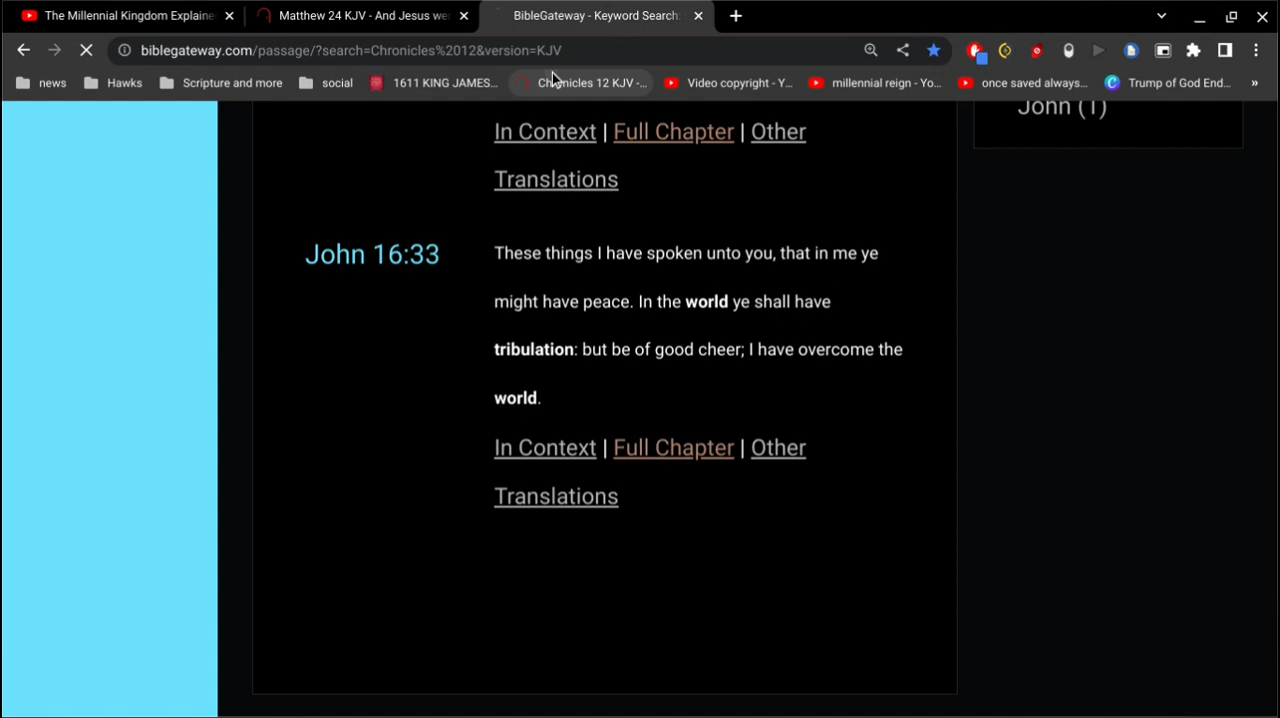 The Millennial Kingdom Explaine
Matthew 24 KJV - And Jesus we
BibleGateway - Keyword Search:
biblegateway.com/passage/?search=Chronicles%2012&version=KJV
news
Hawks
Scripture and more
social
1611 KING JAMES...
Chronicles 12 KJV -...
Video copyright - Y...
millennial reign - Yo...
once saved always...
Trump of God End...
»
John (1)
In Context | Full Chapter | Other
Translations
John 16:33
These things I have spoken unto you, that in me ye
might have peace. In the world ye shall have
tribulation: but be of good cheer; I have overcome the
world.
In Context | Full Chapter | Other
Translations